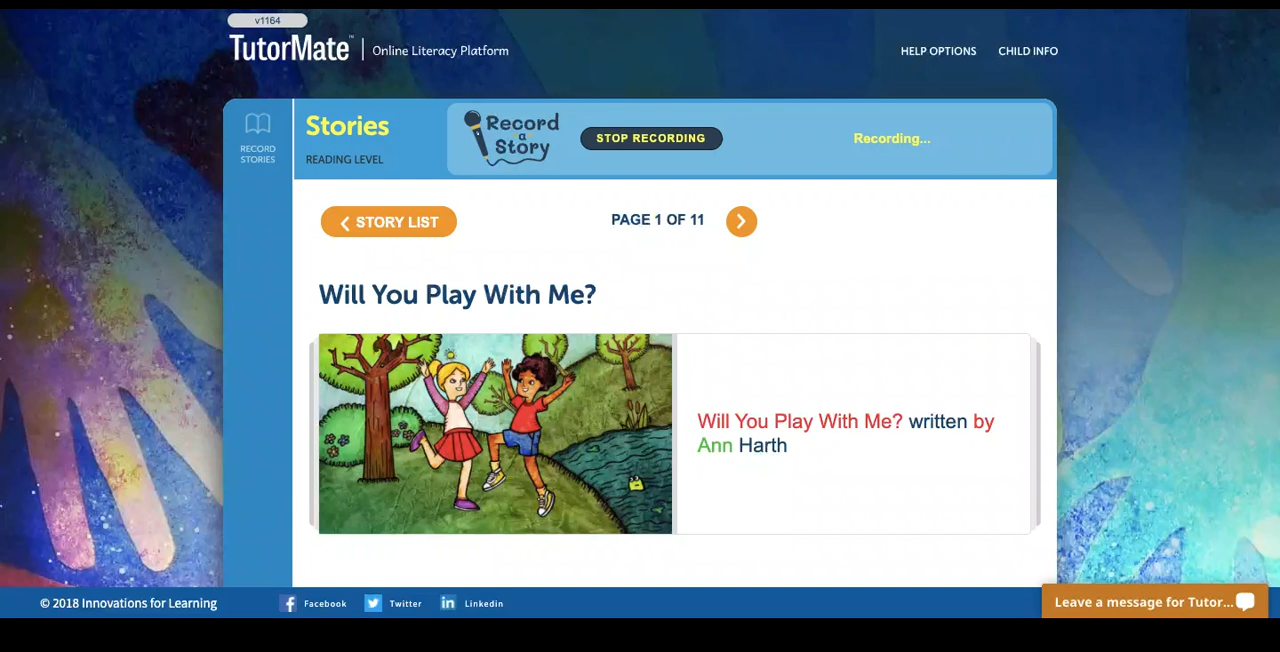 v1164
TutorMate™ | Online Literacy Platform
HELP OPTIONS
CHILD INFO
RECORD
STORIES
Stories
READING LEVEL
Record
a
Story
STOP RECORDING
Recording...
STORY LIST
PAGE 1 OF 11
Will You Play With Me?
Will You Play With Me? written by
Ann Harth
© 2018 Innovations for Learning
Facebook
Twitter
Linkedin
Leave a message for Tutor...